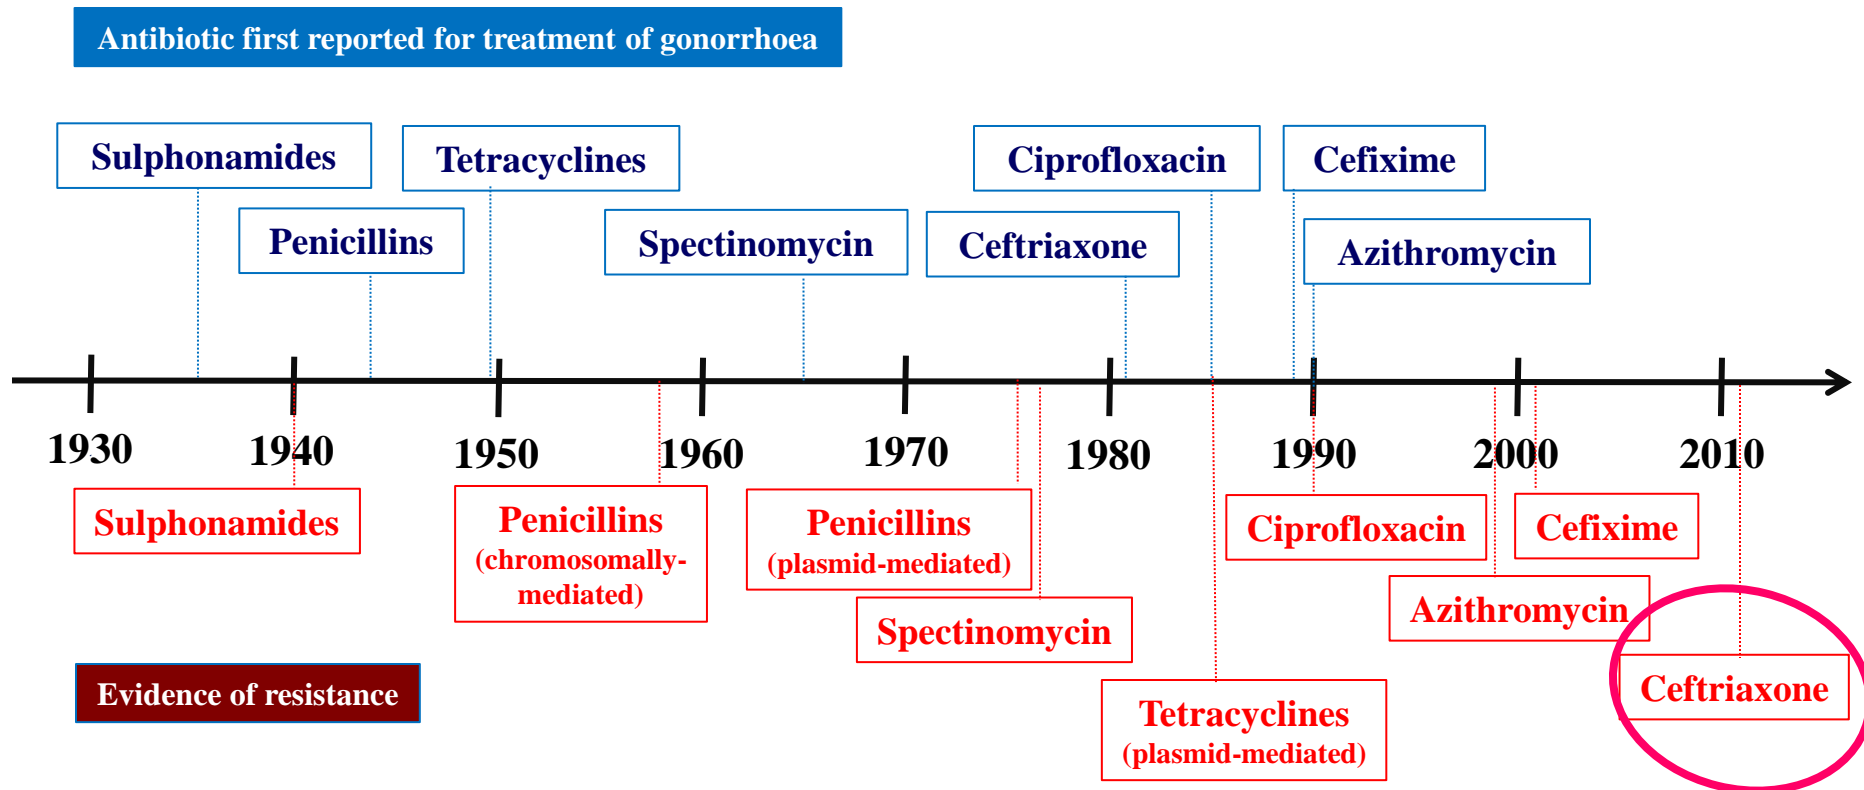 Antibiotic first reported for treatment of gonorrhoea
Sulphonamides
Tetracyclines
Ciprofloxacin
Cefixime
Penicillins
Spectinomycin
Ceftriaxone
Azithromycin
1930
1940
1950
1960
1970
1980
1990
2000
2010
Sulphonamides
Penicillins
(chromosomally-
mediated)
Penicillins
(plasmid-mediated)
Ciprofloxacin
Cefixime
Spectinomycin
Azithromycin
Evidence of resistance
Tetracyclines
(plasmid-mediated)
Ceftriaxone